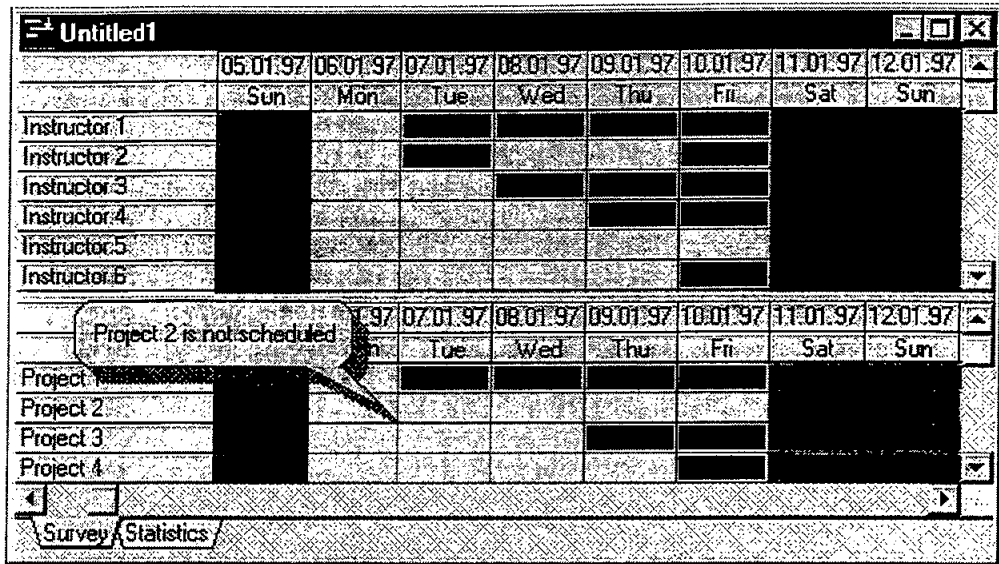 Untitled1
05.01.97 06.01.97 07.01.97 08.01.97 09.01.97 10.01.97 11.01.97 12.01.97
Sun Mon Tue Wed Thu Fri Sat Sun
Instructor 1
Instructor 2
Instructor 3
Instructor 4
Instructor 5
Instructor 6
Project 2 is not scheduled
1.97 07.01.97 08.01.97 09.01.97 10.01.97 11.01.97 12.01.97
n Tue Wed Thu Fri Sat Sun
Project 1
Project 2
Project 3
Project 4
Survey Statistics